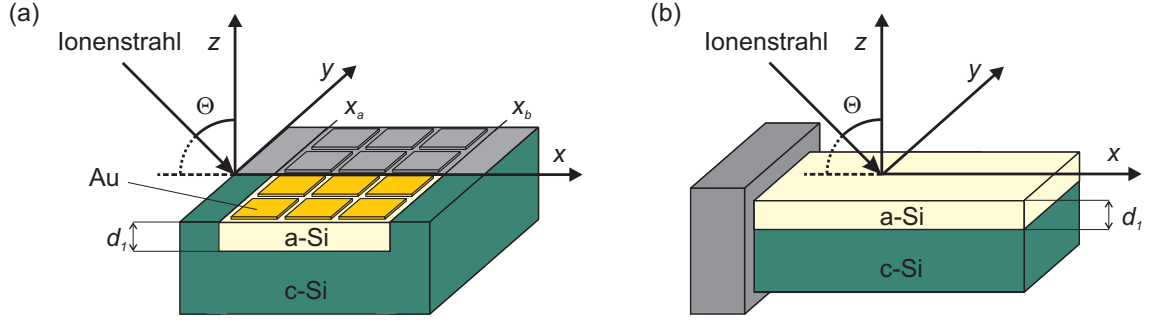 (a)
Ionenstrahl
z
y
Θ
x_a
x_b
x
Au
d_1
a-Si
c-Si
(b)
Ionenstrahl
z
y
Θ
x
a-Si
d_1
c-Si